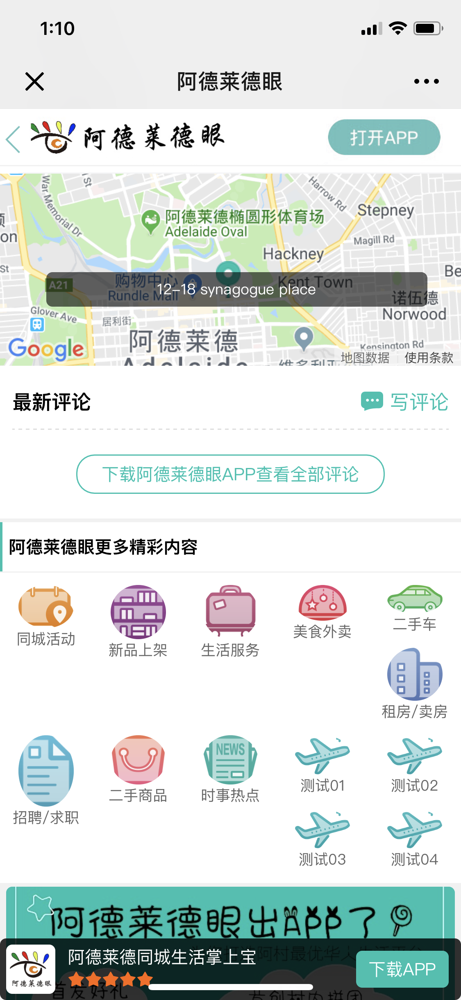 1:10
阿德莱德眼
阿德莱德眼
打开APP
War Memorial Dr
St
Harrow Rd
Stepney
阿德莱德椭圆形体育场
Adelaide Oval
on
Magill Rd
Hackney
St
Be
购物中心
Kent Town
A21
12-18 synagogue place
Rundle Mall
诺伍德
Norwood
Glover Ave
居利街
阿德莱德
Adelaide
Google
Kensington Rd
地图数据
使用条款
最新评论
写评论
下载阿德莱德眼APP查看全部评论
阿德莱德眼更多精彩内容
同城活动
新品上架
生活服务
美食外卖
二手车
租房/卖房
招聘/求职
二手商品
NEWS
时事热点
测试01
测试02
测试03
测试04
阿德莱德眼出APP了
阿德莱德同城生活掌上宝
阿德莱德眼
下载APP
首发好礼